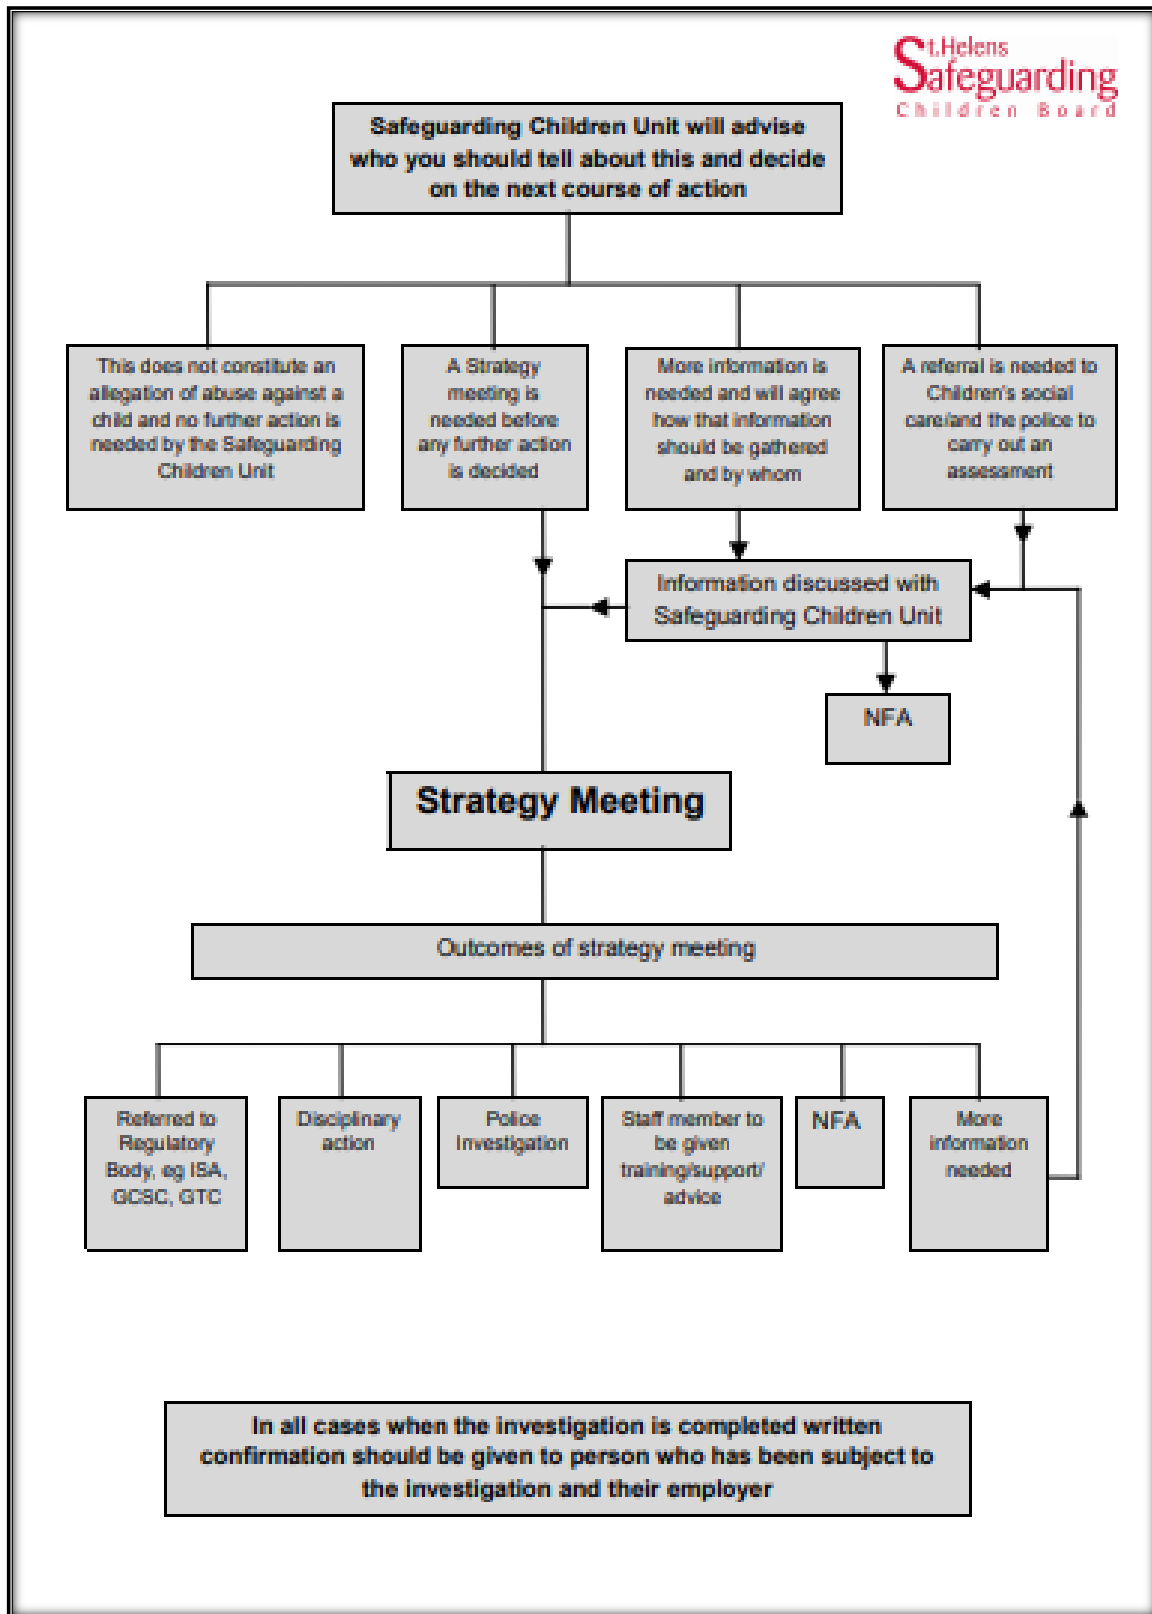 St.Helens
Safeguarding
Children Board
Safeguarding Children Unit will advise
who you should tell about this and decide
on the next course of action
This does not constitute an
allegation of abuse against a
child and no further action is
needed by the Safeguarding
Children Unit
A Strategy
meeting is
needed before
any further action
is decided
More information is
needed and will agree
how that information
should be gathered
and by whom
A referral is needed to
Children's social
care/and the police to
carry out an
assessment
Information discussed with
Safeguarding Children Unit
NFA
Strategy Meeting
Outcomes of strategy meeting
Referred to
Regulatory
Body, eg ISA,
GCSC, GTC
Disciplinary
action
Police
Investigation
Staff member to
be given
training/support/
advice
NFA
More
information
needed
In all cases when the investigation is completed written
confirmation should be given to person who has been subject to
the investigation and their employer